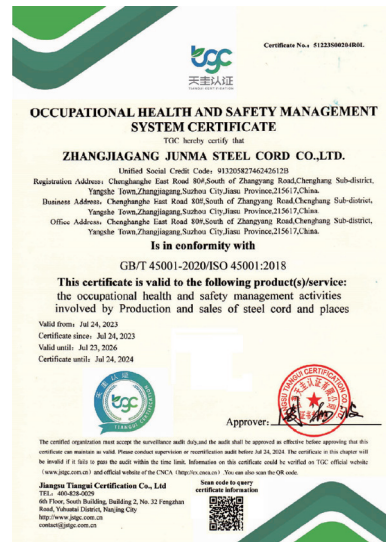 Certificate No.: 51223S00204R0L
tgc
天圭认证
TIANGUI CERTIFICATION
OCCUPATIONAL HEALTH AND SAFETY MANAGEMENT
SYSTEM CERTIFICATE
TGC hereby certify that
ZHANGJIAGANG JUNMA STEEL CORD CO.,LTD.
Unified Social Credit Code: 91320582746242612B
Registration Address: Chenghanghe East Road 80#,South of Zhangyang Road,Chenghang Sub-district,
Yangshe Town,Zhangjiagang,Suzhou City,Jiasu Province,215617,China.
Business Address: Chenghanghe East Road 80#,South of Zhangyang Road,Chenghang Sub-district,
Yangshe Town,Zhangjiagang,Suzhou City,Jiasu Province,215617,China.
Office Address: Chenghanghe East Road 80#,South of Zhangyang Road,Chenghang Sub-district,
Yangshe Town,Zhangjiagang,Suzhou City,Jiasu Province,215617,China.
Is in conformity with
GB/T 45001-2020/ISO 45001:2018
This certificate is valid to the following product(s)/service:
the occupational health and safety management activities
involved by Production and sales of steel cord and places
Valid from: Jul 24, 2023
Certificate since: Jul 24, 2023
Valid until: Jul 23, 2026
Certificate until: Jul 24, 2024
天圭认证
tgc
TIANGUI CERTIFICATION
Approver:
The certified organization must accept the surveillance audit duly,and the audit shall be approved as effective before approving that this
certificate can maintain as valid. Please conduct supervision or recertification audit before Jul 24, 2024. The certificate in this chapter will
be invalid if it fails to pass the audit within the time limit. Information on this certificate could be verified on TGC official website
(www.jstgc.com.cn) and official website of the CNCA (http://cx.cnca.cn). You can also scan the QR code.
Jiangsu Tiangui Certification Co., Ltd
TEL: 400-828-0029
6th Floor, South Building, Building 2, No. 32 Fengzhan
Road, Yuhuatai District, Nanjing City
http://www.jstgc.com.cn
contact@jstgc.com.cn
Scan code to query
certificate information